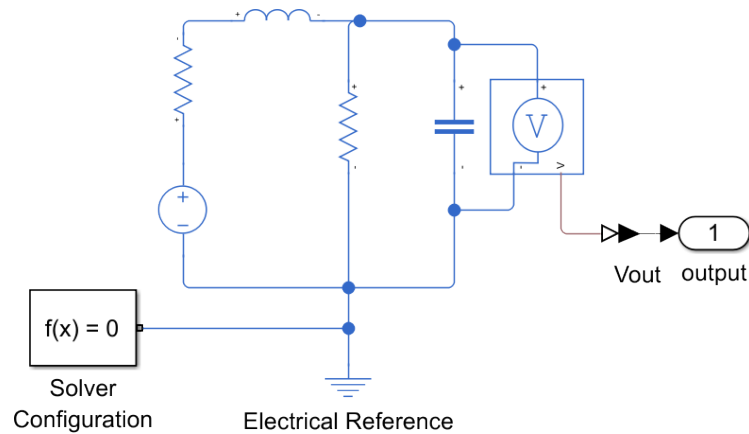 V
f(x) = 0
1
Vout
output
Solver
Configuration
Electrical Reference